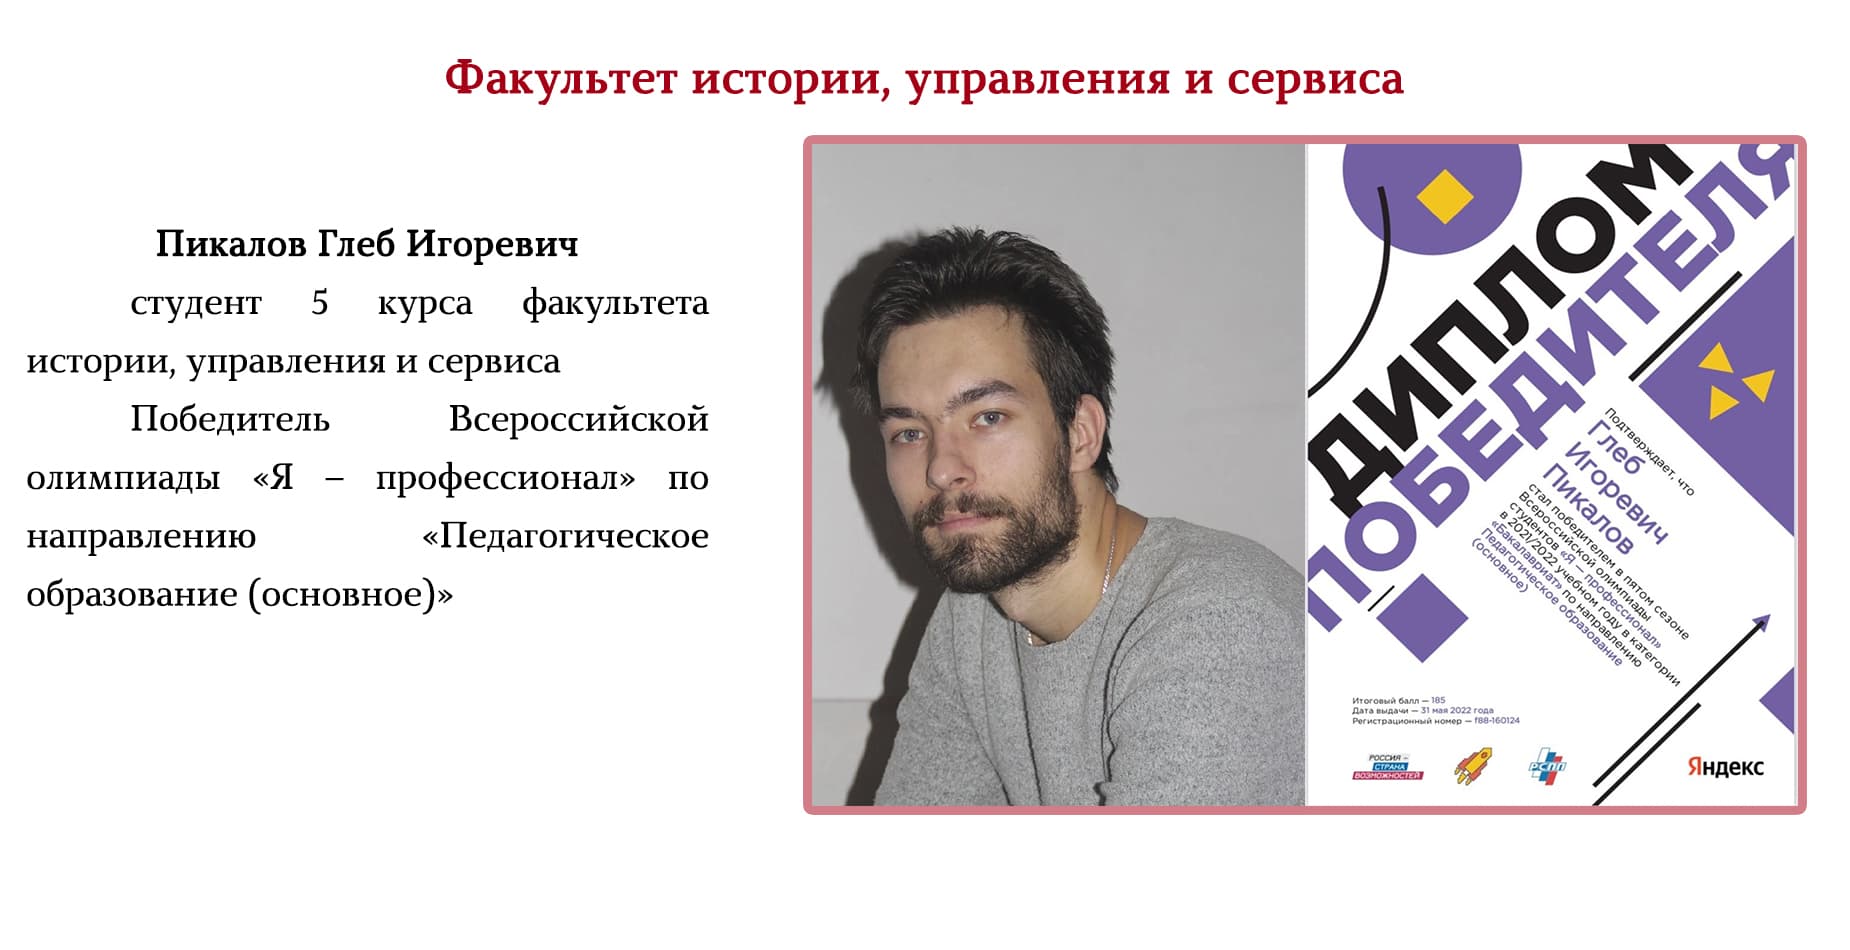 Факультет истории, управления и сервиса
Пикалов Глеб Игоревич
студент 5 курса факультета
истории, управления и сервиса
Победитель Всероссийской
олимпиады «Я – профессионал» по
направлению «Педагогическое
образование (основное)»
ДИПЛОМ
ПОБЕДИТЕЛЯ
Подтверждает, что
Глеб
Игоревич
Пикалов
стал победителем в пятом сезоне
Всероссийской олимпиады
студентов «Я – профессионал»
в 2021/2022 учебном году в категории
«Бакалавриат» по направлению
Педагогическое образование
(основное)
Итоговый балл — 185
Дата выдачи — 31 мая 2022 года
Регистрационный номер — f88-160124
РОССИЯ –
СТРАНА
ВОЗМОЖНОСТЕЙ
РСПП
Яндекс